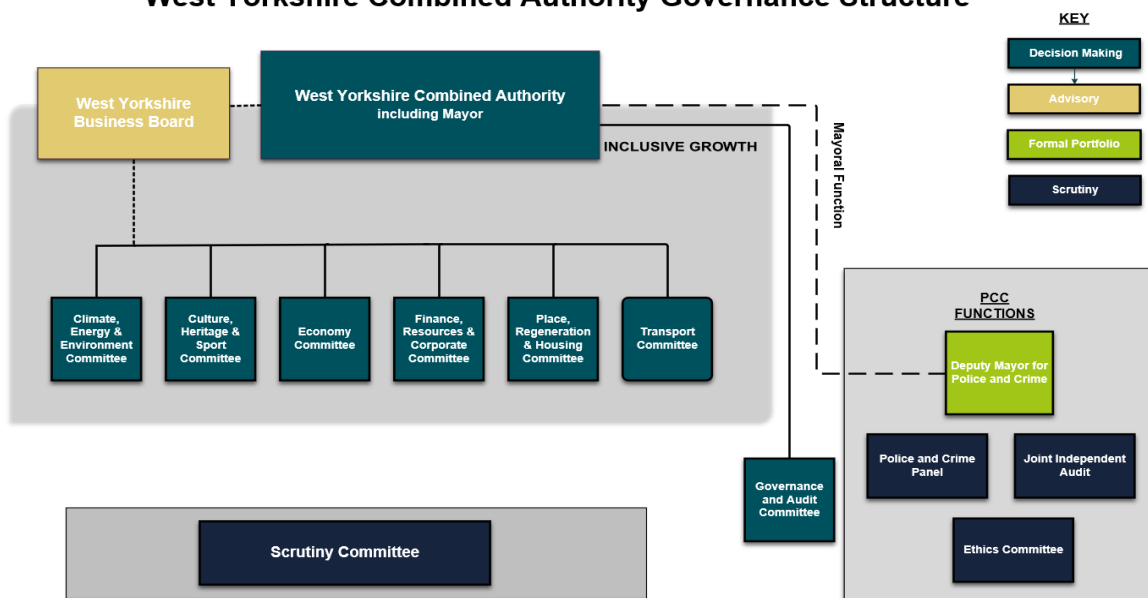 West Yorkshire Combined Authority Governance Structure
KEY
Decision Making
Advisory
Formal Portfolio
Scrutiny
West Yorkshire
Business Board
West Yorkshire Combined Authority
including Mayor
INCLUSIVE GROWTH
Mayoral Function
Climate,
Energy &
Environment
Committee
Culture,
Heritage &
Sport
Committee
Economy
Committee
Finance,
Resources &
Corporate
Committee
Place,
Regeneration
& Housing
Committee
Transport
Committee
PCC
FUNCTIONS
Deputy Mayor for
Police and Crime
Police and Crime
Panel
Joint Independent
Audit
Ethics Committee
Governance
and Audit
Committee
Scrutiny Committee